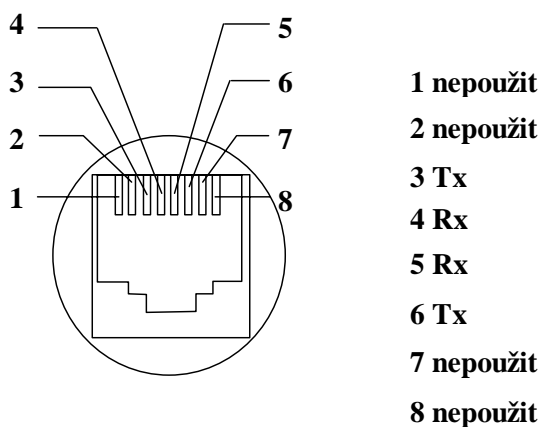 4
3
2
1
5
6
7
8
1 nepoužit
2 nepoužit
3 Tx
4 Rx
5 Rx
6 Tx
7 nepoužit
8 nepoužit